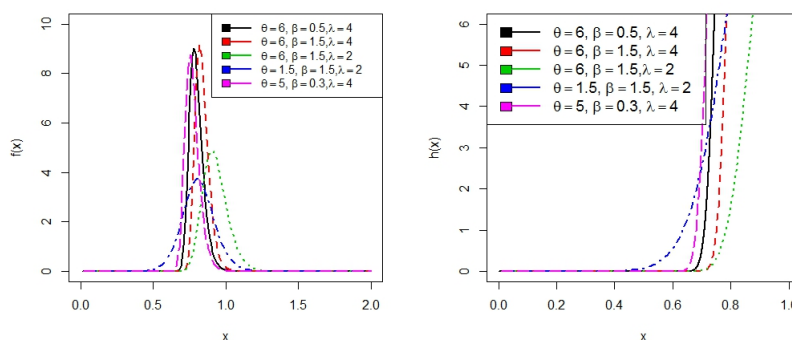 f(x)
10
8
6
4
2
0
θ=6, β=0.5,λ=4
θ=6, β=1.5,λ=4
θ=6, β=1.5,λ=2
θ=1.5, β=1.5,λ=2
θ=5, β=0.3,λ=4
0.0 0.5 1.0 1.5 2.0
x
h(x)
6
5
4
3
2
1
0
θ=6, β=0.5, λ=4
θ=6, β=1.5, λ=4
θ=6, β=1.5,λ=2
θ=1.5, β=1.5, λ=2
θ=5, β=0.3, λ=4
0.0 0.2 0.4 0.6 0.8 1.0
x